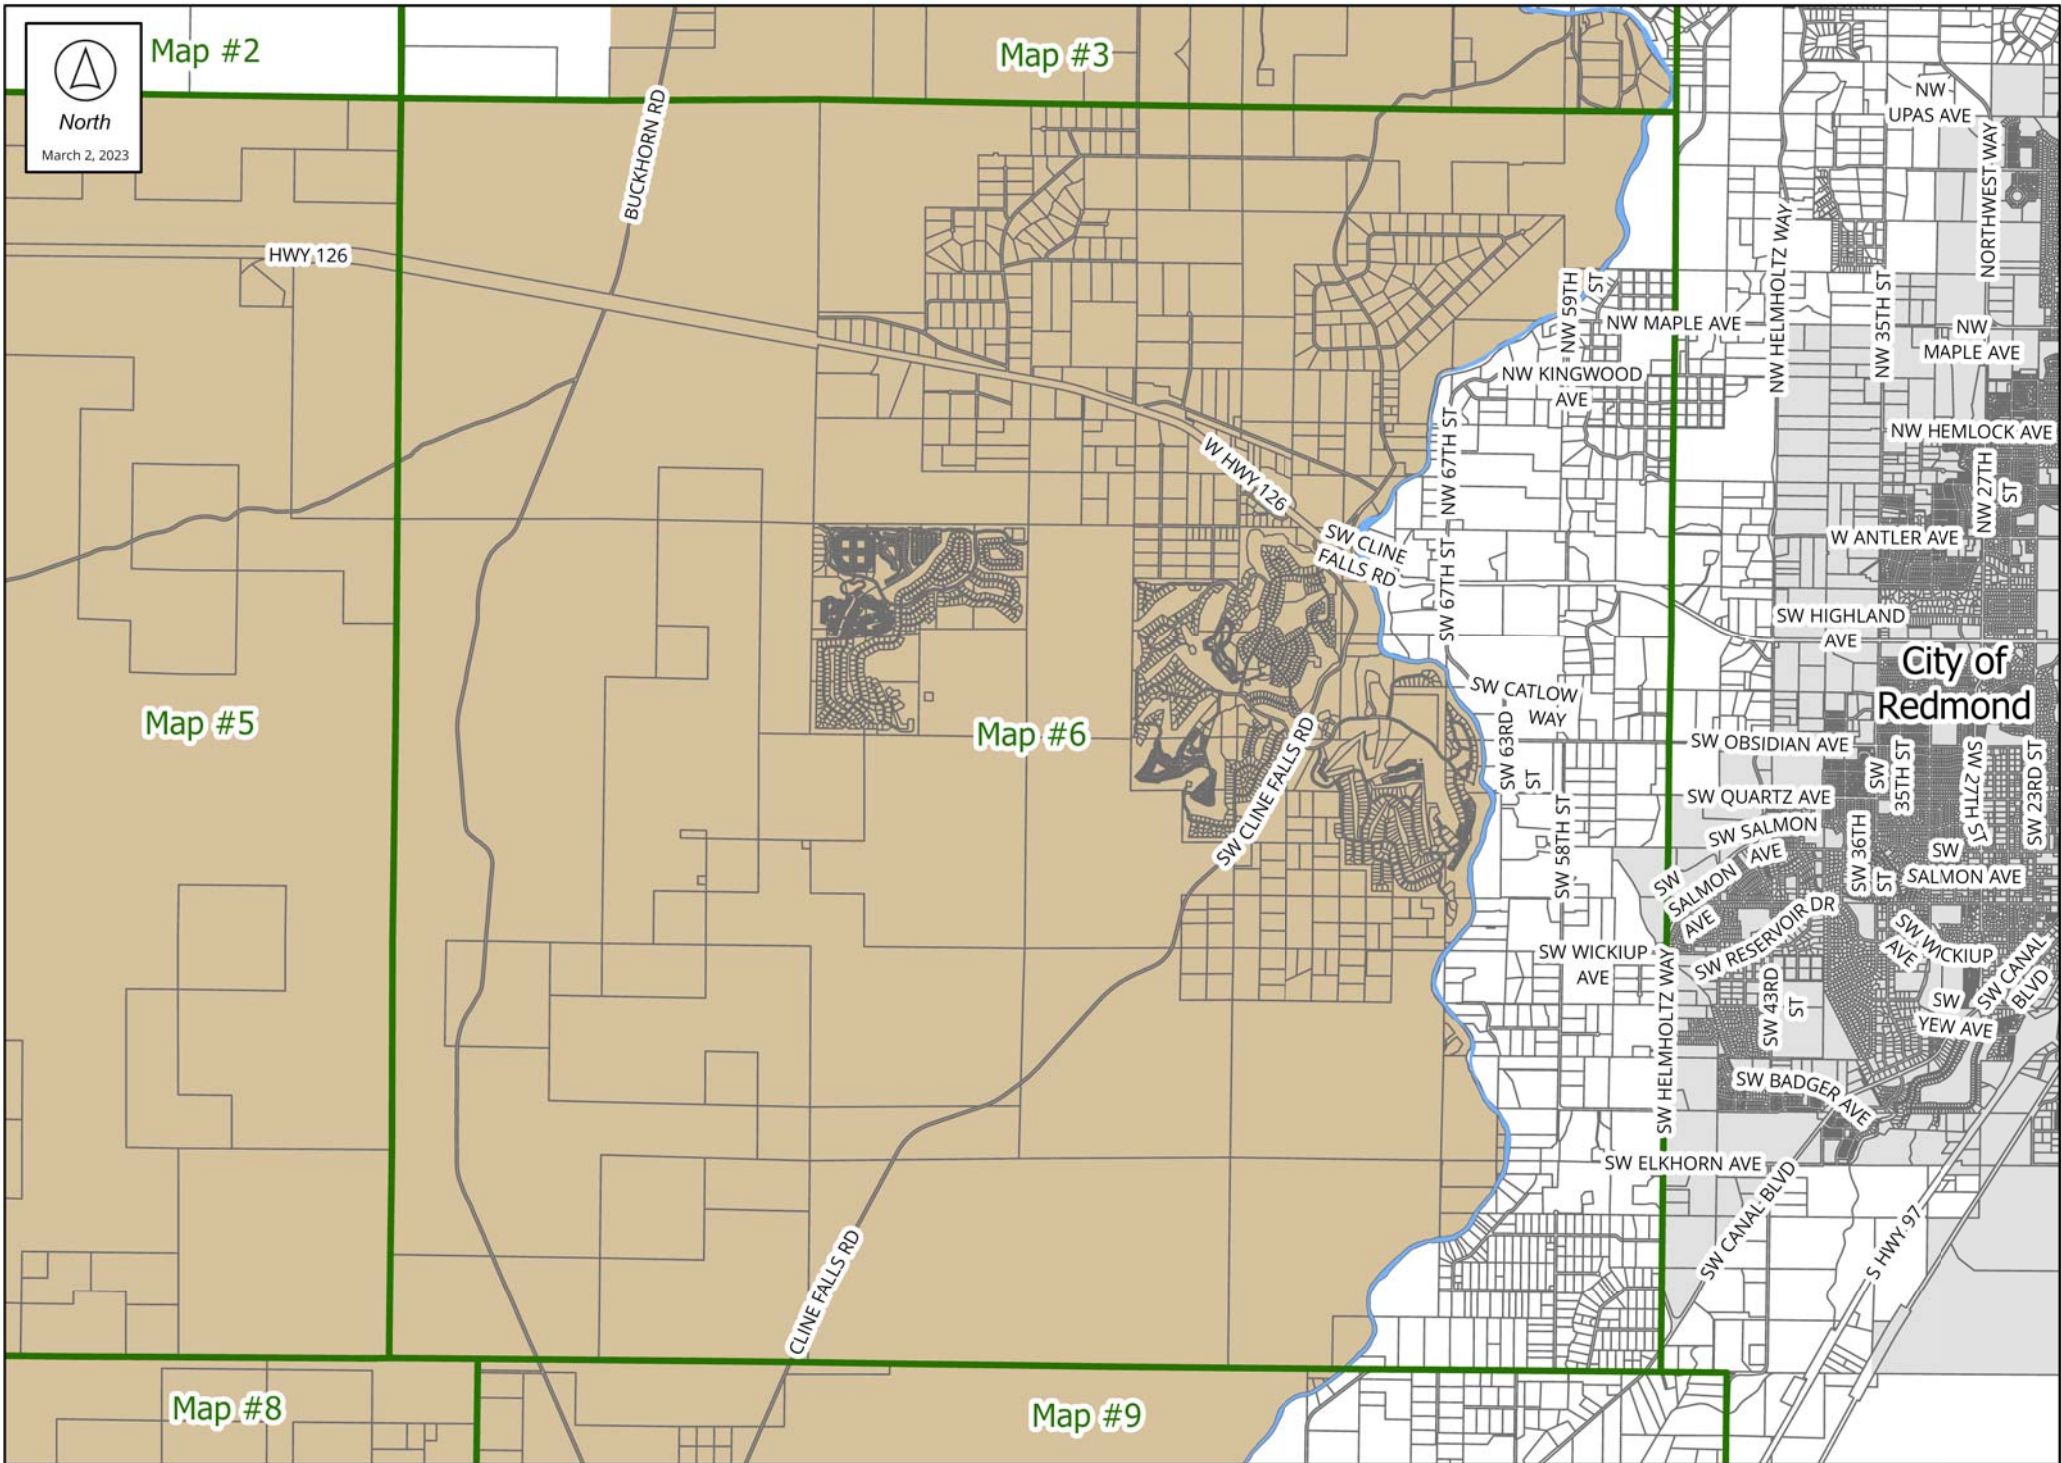 North
March 2, 2023
Map #2
Map #3
BUCKHORN RD
HWY 126
NW
UPAS AVE
NORTHWEST WAY
NW HELMHOLTZ WAY
NW 35TH ST
NW 59TH
ST
NW MAPLE AVE
NW
MAPLE AVE
NW KINGWOOD
AVE
NW 67TH ST
NW HEMLOCK AVE
W HWY 126
NW 27TH
ST
SW CLINE
FALLS RD
SW 67TH ST
W ANTLER AVE
SW HIGHLAND
AVE
City of
Redmond
SW CATLOW
WAY
Map #5
Map #6
SW CLINE FALLS RD
SW 63RD
ST
SW OBSIDIAN AVE
SW
35TH ST
SW 27TH ST
SW 23RD ST
SW QUARTZ AVE
SW 58TH ST
SW SALMON
AVE
SW 36TH
ST
SW
SALMON AVE
SW
SALMON
AVE
SW RESERVOIR DR
SW WICKIUP
AVE
SW WICKIUP
AVE
SW CANAL
BLVD
SW HELMHOLTZ WAY
SW 43RD
ST
SW
YEW AVE
SW BADGER AVE
SW ELKHORN AVE
SW CANAL BLVD
S HWY 97
CLINE FALLS RD
Map #8
Map #9